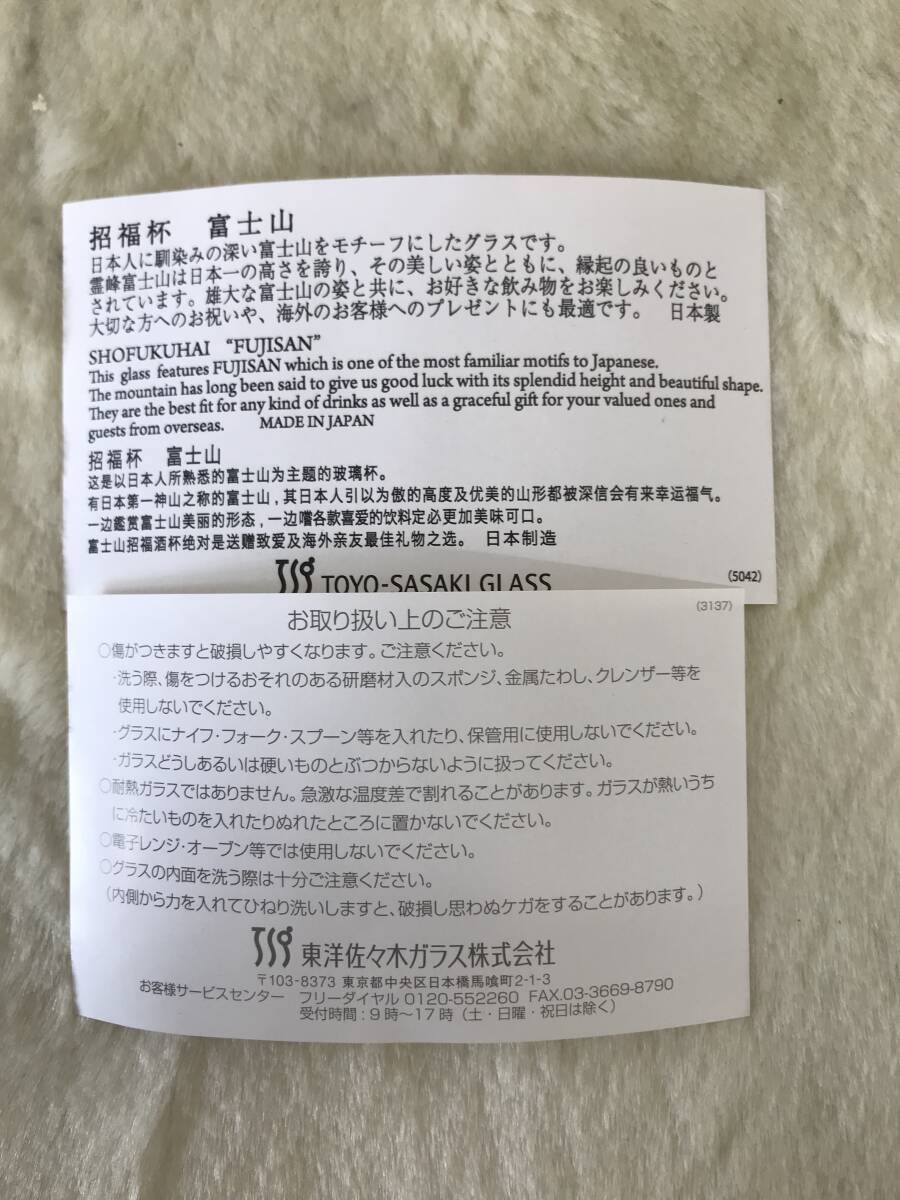 招福杯　富士山
日本人に馴染みの深い富士山をモチーフにしたグラスです。
霊峰富士山は日本一の高さを誇り、その美しい姿とともに、縁起の良いものと
されています。雄大な富士山の姿と共に、お好きな飲み物をお楽しみください。
大切な方へのお祝いや、海外のお客様へのプレゼントにも最適です。　日本製
SHOFUKUHAI “FUJISAN”
This glass features FUJISAN which is one of the most familiar motifs to Japanese.
The mountain has long been said to give us good luck with its splendid height and beautiful shape.
They are the best fit for any kind of drinks as well as a graceful gift for your valued ones and
guests from overseas.　MADE IN JAPAN
招福杯　富士山
这是以日本人所熟悉的富士山为主题的玻璃杯。
有日本第一神山之称的富士山，其日本人引以为傲的高度及优美的山形都被深信会有来幸运福气。
一边鑑赏富士山美丽的形态，一边嚐各款喜爱的饮料定必更加美味可口。
富士山招福酒杯绝对是送赠致爱及海外亲友最佳礼物之选。　日本制造
TSG TOYO-SASAKI GLASS
(5042)
お取り扱い上のご注意
(3137)
○傷がつきますと破損しやすくなります。ご注意ください。
・洗う際、傷をつけるおそれのある研磨材入のスポンジ、金属たわし、クレンザー等を
使用しないでください。
・グラスにナイフ・フォーク・スプーン等を入れたり、保管用に使用しないでください。
・ガラスどうしあるいは硬いものとぶつからないように扱ってください。
○耐熱ガラスではありません。急激な温度差で割れることがあります。ガラスが熱いうち
に冷たいものを入れたりぬれたところに置かないでください。
○電子レンジ・オーブン等では使用しないでください。
○グラスの内面を洗う際は十分ご注意ください。
（内側から力を入れてひねり洗いしますと、破損し思わぬケガをすることがあります。）
TSG 東洋佐々木ガラス株式会社
〒103-8373 東京都中央区日本橋馬喰町2-1-3
お客様サービスセンター　フリーダイヤル 0120-552260 FAX.03-3669-8790
受付時間：9時～17時（土・日曜・祝日は除く）